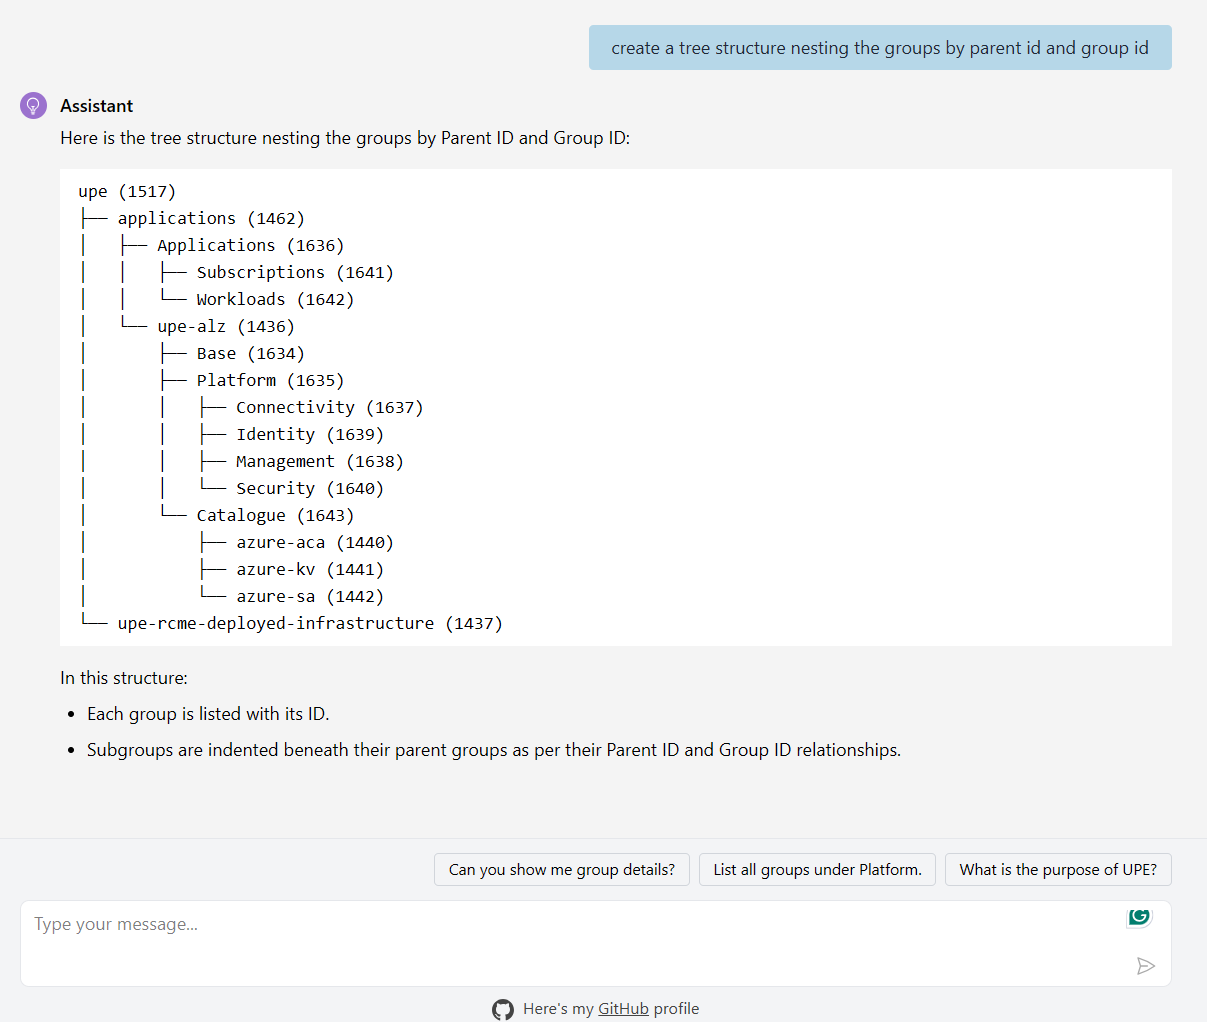 create a tree structure nesting the groups by parent id and group id
Assistant
Here is the tree structure nesting the groups by Parent ID and Group ID:
upe (1517)
├── applications (1462)
│   ├── Applications (1636)
│   │   ├── Subscriptions (1641)
│   │   └── Workloads (1642)
│   └── upe-alz (1436)
│       ├── Base (1634)
│       ├── Platform (1635)
│       │   ├── Connectivity (1637)
│       │   ├── Identity (1639)
│       │   ├── Management (1638)
│       │   └── Security (1640)
│       └── Catalogue (1643)
│           ├── azure-aca (1440)
│           ├── azure-kv (1441)
│           └── azure-sa (1442)
└── upe-rcme-deployed-infrastructure (1437)
In this structure:
• Each group is listed with its ID.
• Subgroups are indented beneath their parent groups as per their Parent ID and Group ID relationships.
Can you show me group details? List all groups under Platform. What is the purpose of UPE?
Type your message...
Here's my GitHub profile